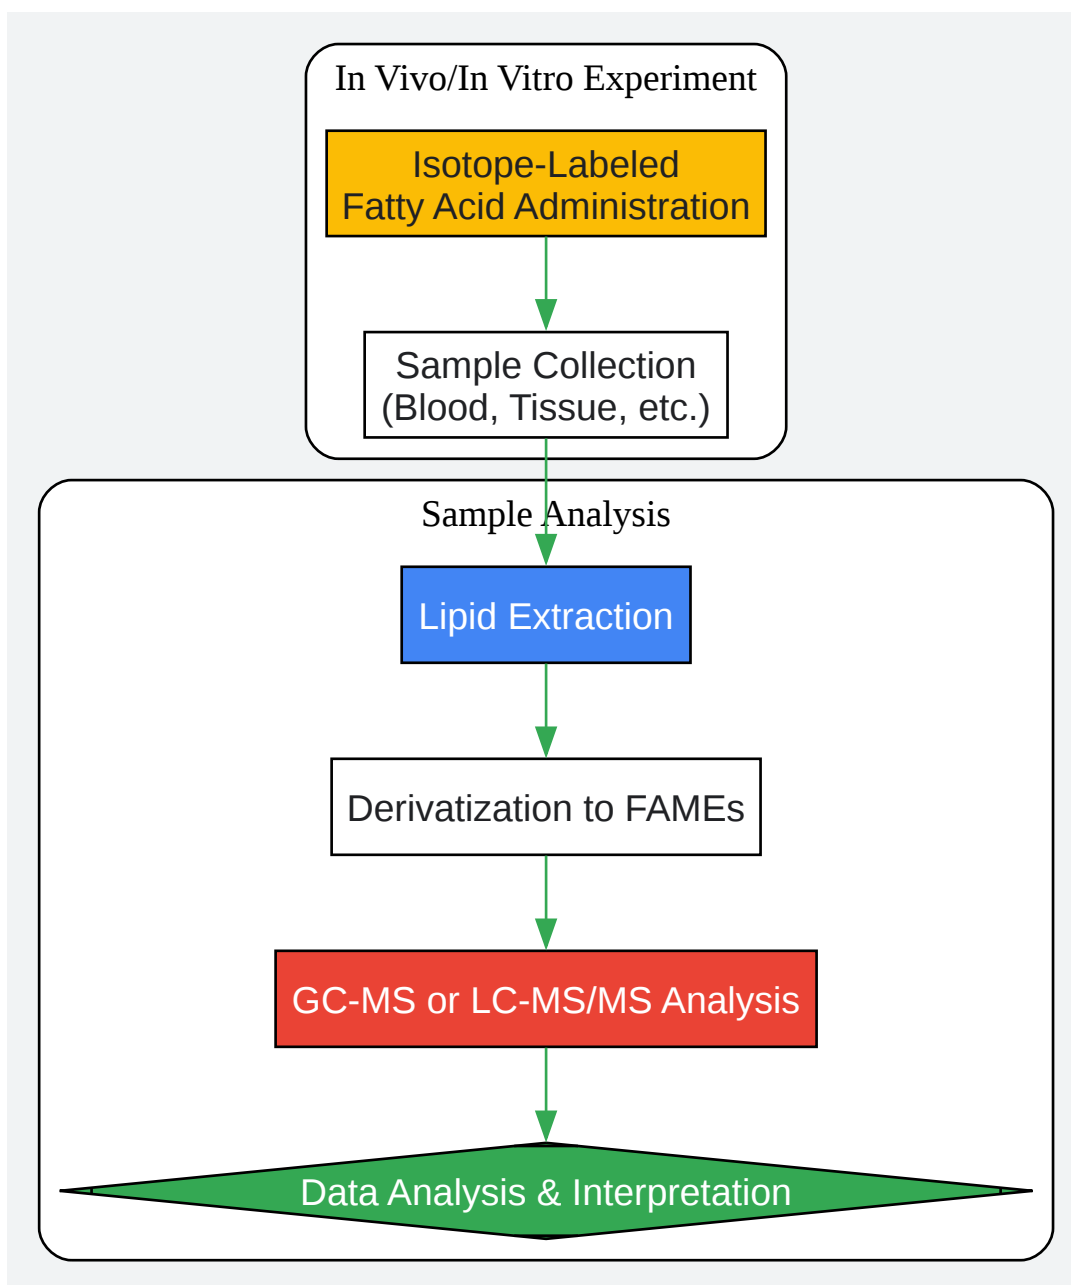 In Vivo/In Vitro Experiment
Isotope-Labeled
Fatty Acid Administration
Sample Collection
(Blood, Tissue, etc.)
Sample Analysis
Lipid Extraction
Derivatization to FAMEs
GC-MS or LC-MS/MS Analysis
Data Analysis & Interpretation